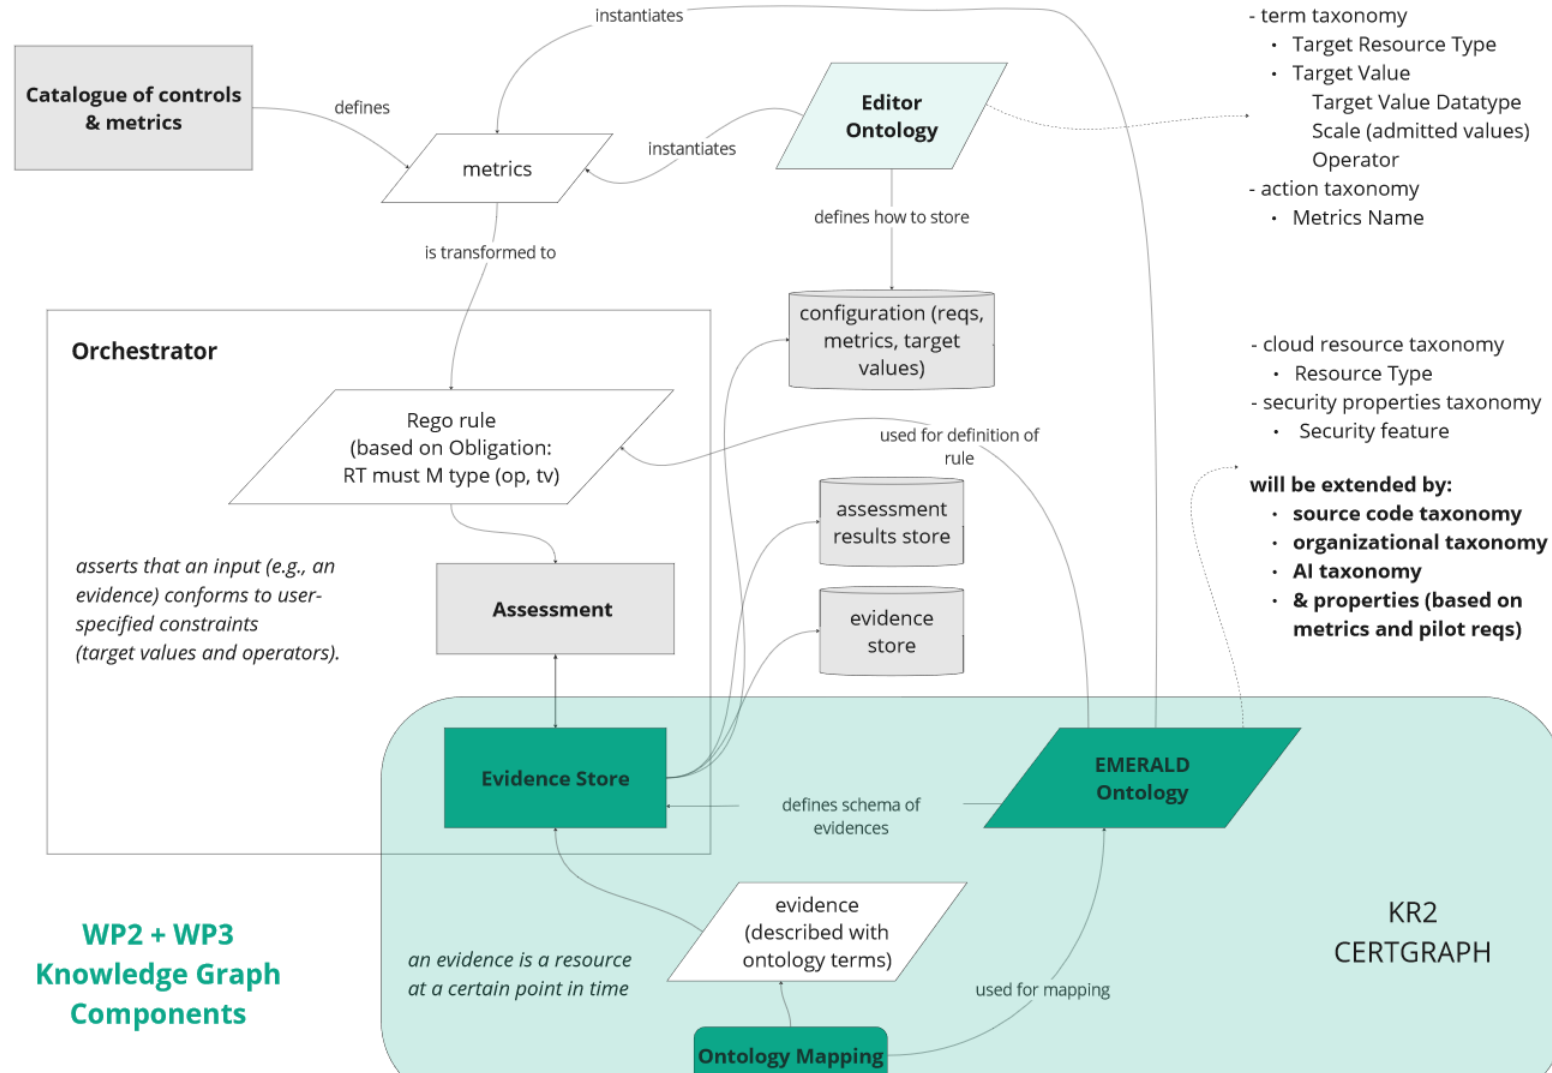 instantiates
- term taxonomy
• Target Resource Type
• Target Value
Target Value Datatype
Scale (admitted values)
Operator
- action taxonomy
• Metrics Name
Catalogue of controls
& metrics
defines
Editor
Ontology
instantiates
metrics
defines how to store
is transformed to
configuration (reqs,
metrics, target
values)
Orchestrator
- cloud resource taxonomy
• Resource Type
- security properties taxonomy
• Security feature
will be extended by:
• source code taxonomy
• organizational taxonomy
• AI taxonomy
• & properties (based on
metrics and pilot reqs)
Rego rule
(based on Obligation:
RT must M type (op, tv)
used for definition of
rule
assessment
results store
asserts that an input (e.g., an
evidence) conforms to user-
specified constraints
(target values and operators).
Assessment
evidence
store
Evidence Store
EMERALD
Ontology
defines schema of
evidences
evidence
(described with
ontology terms)
KR2
CERTGRAPH
WP2 + WP3
Knowledge Graph
Components
an evidence is a resource
at a certain point in time
used for mapping
Ontology Mapping